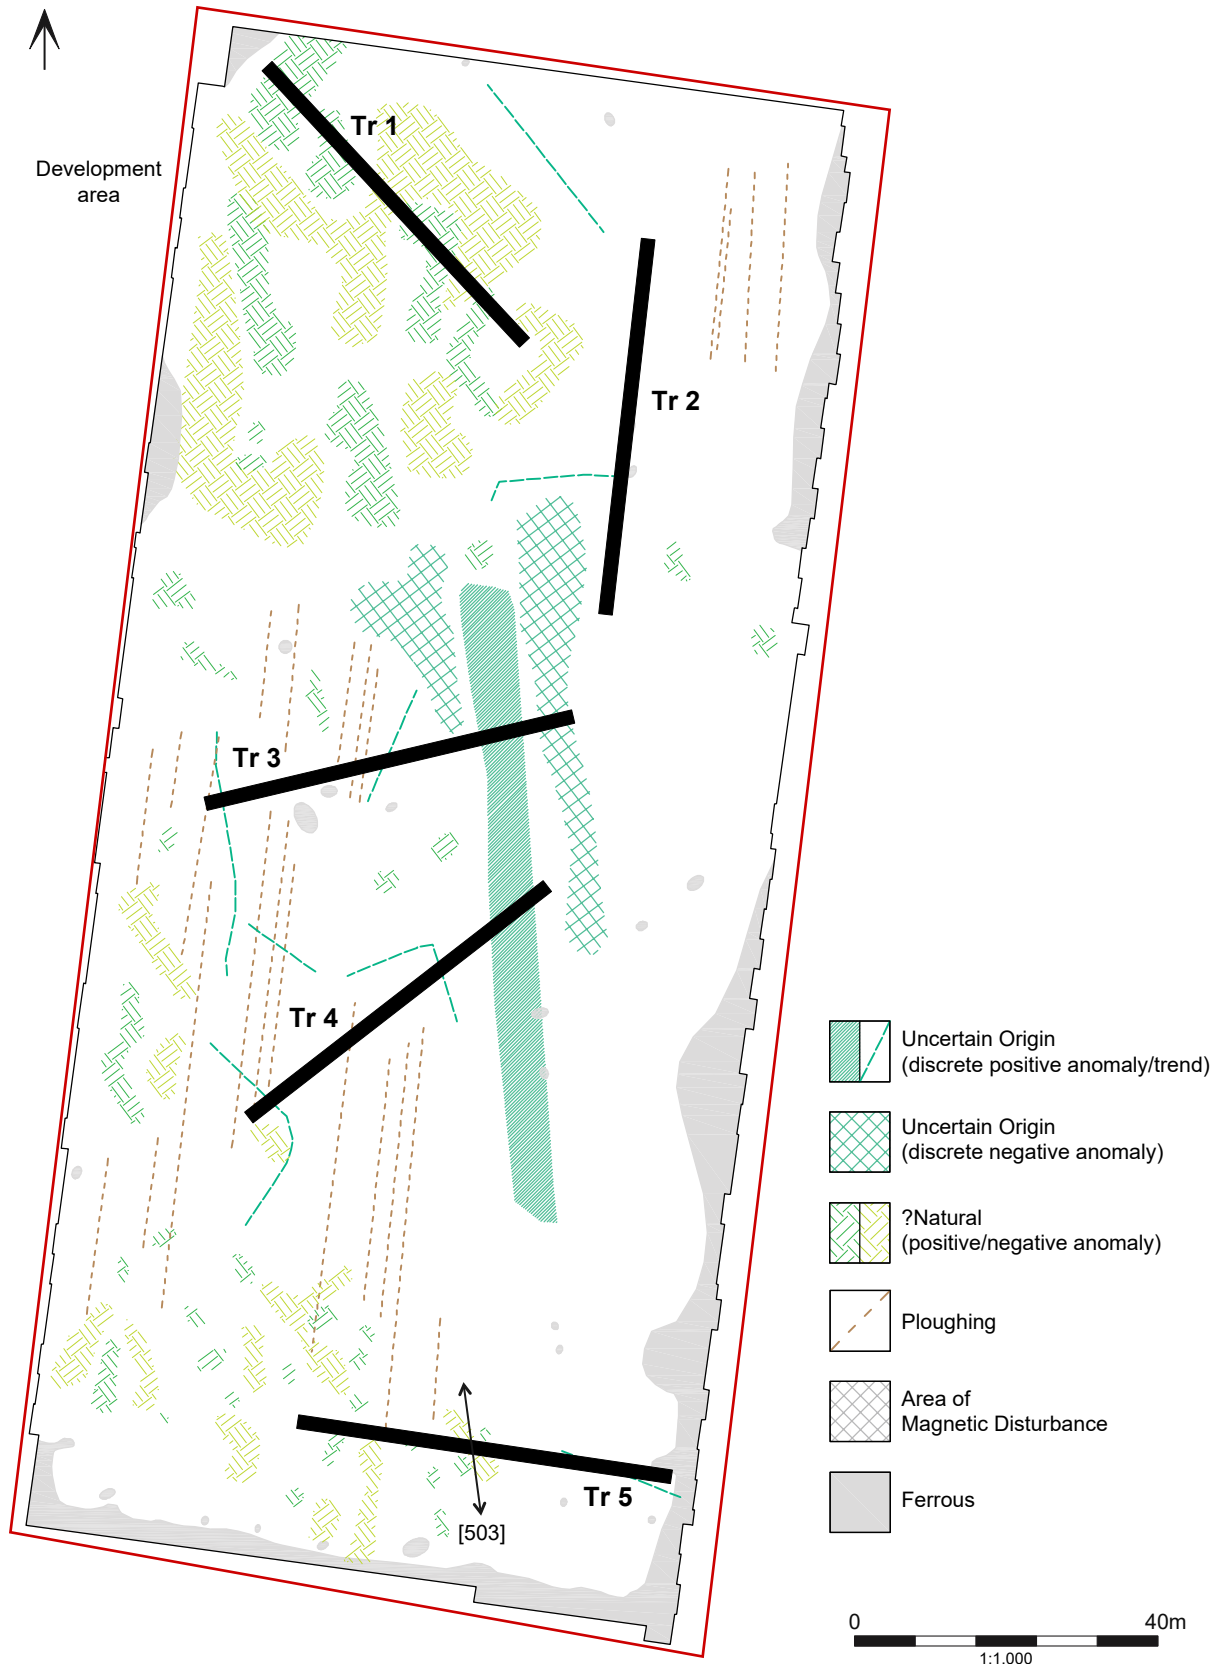 Tr 1
Development
area
Tr 2
Tr 3
Tr 4
Uncertain Origin
(discrete positive anomaly/trend)
Uncertain Origin
(discrete negative anomaly)
?Natural
(positive/negative anomaly)
Ploughing
Area of
Magnetic Disturbance
Tr 5
Ferrous
[503]
0 40m
1:1,000